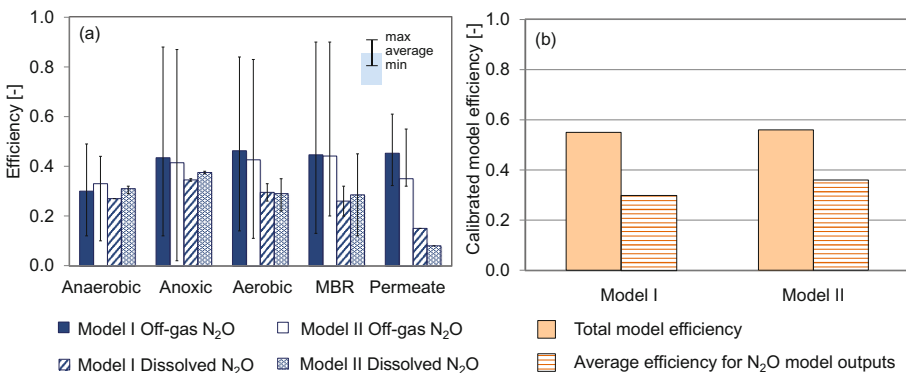 (a)
max
average
min
Efficiency [-]
1.0
0.8
0.6
0.4
0.2
0.0
Anaerobic Anoxic Aerobic MBR Permeate
Model I Off-gas N₂O
Model II Off-gas N₂O
Model I Dissolved N₂O
Model II Dissolved N₂O
(b)
Calibrated model efficiency [-]
1.0
0.8
0.6
0.4
0.2
0.0
Model I Model II
Total model efficiency
Average efficiency for N₂O model outputs